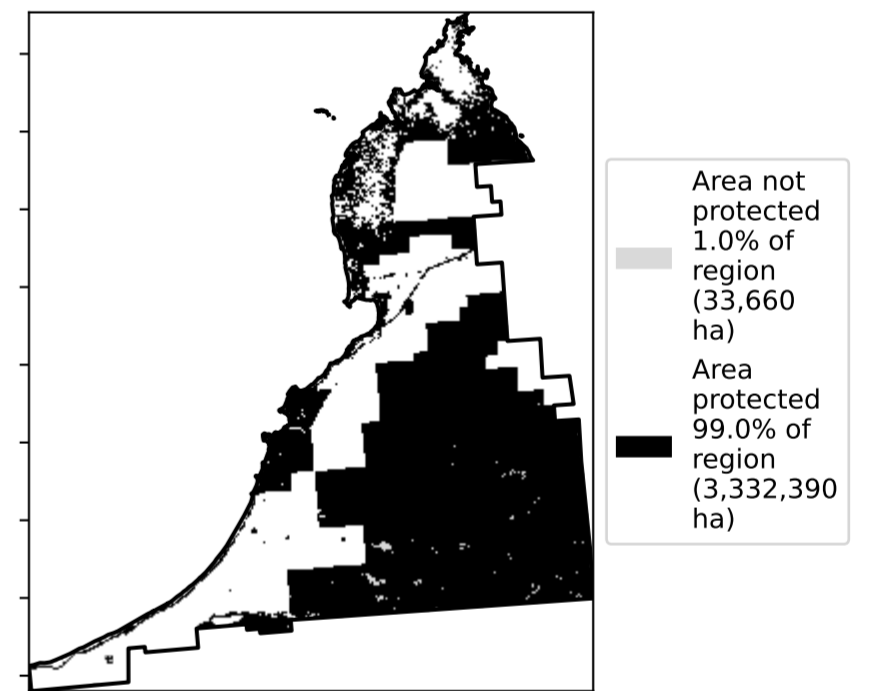 Area not
protected
1.0% of
region
(33,660
ha)
Area
protected
99.0% of
region
(3,332,390
ha)